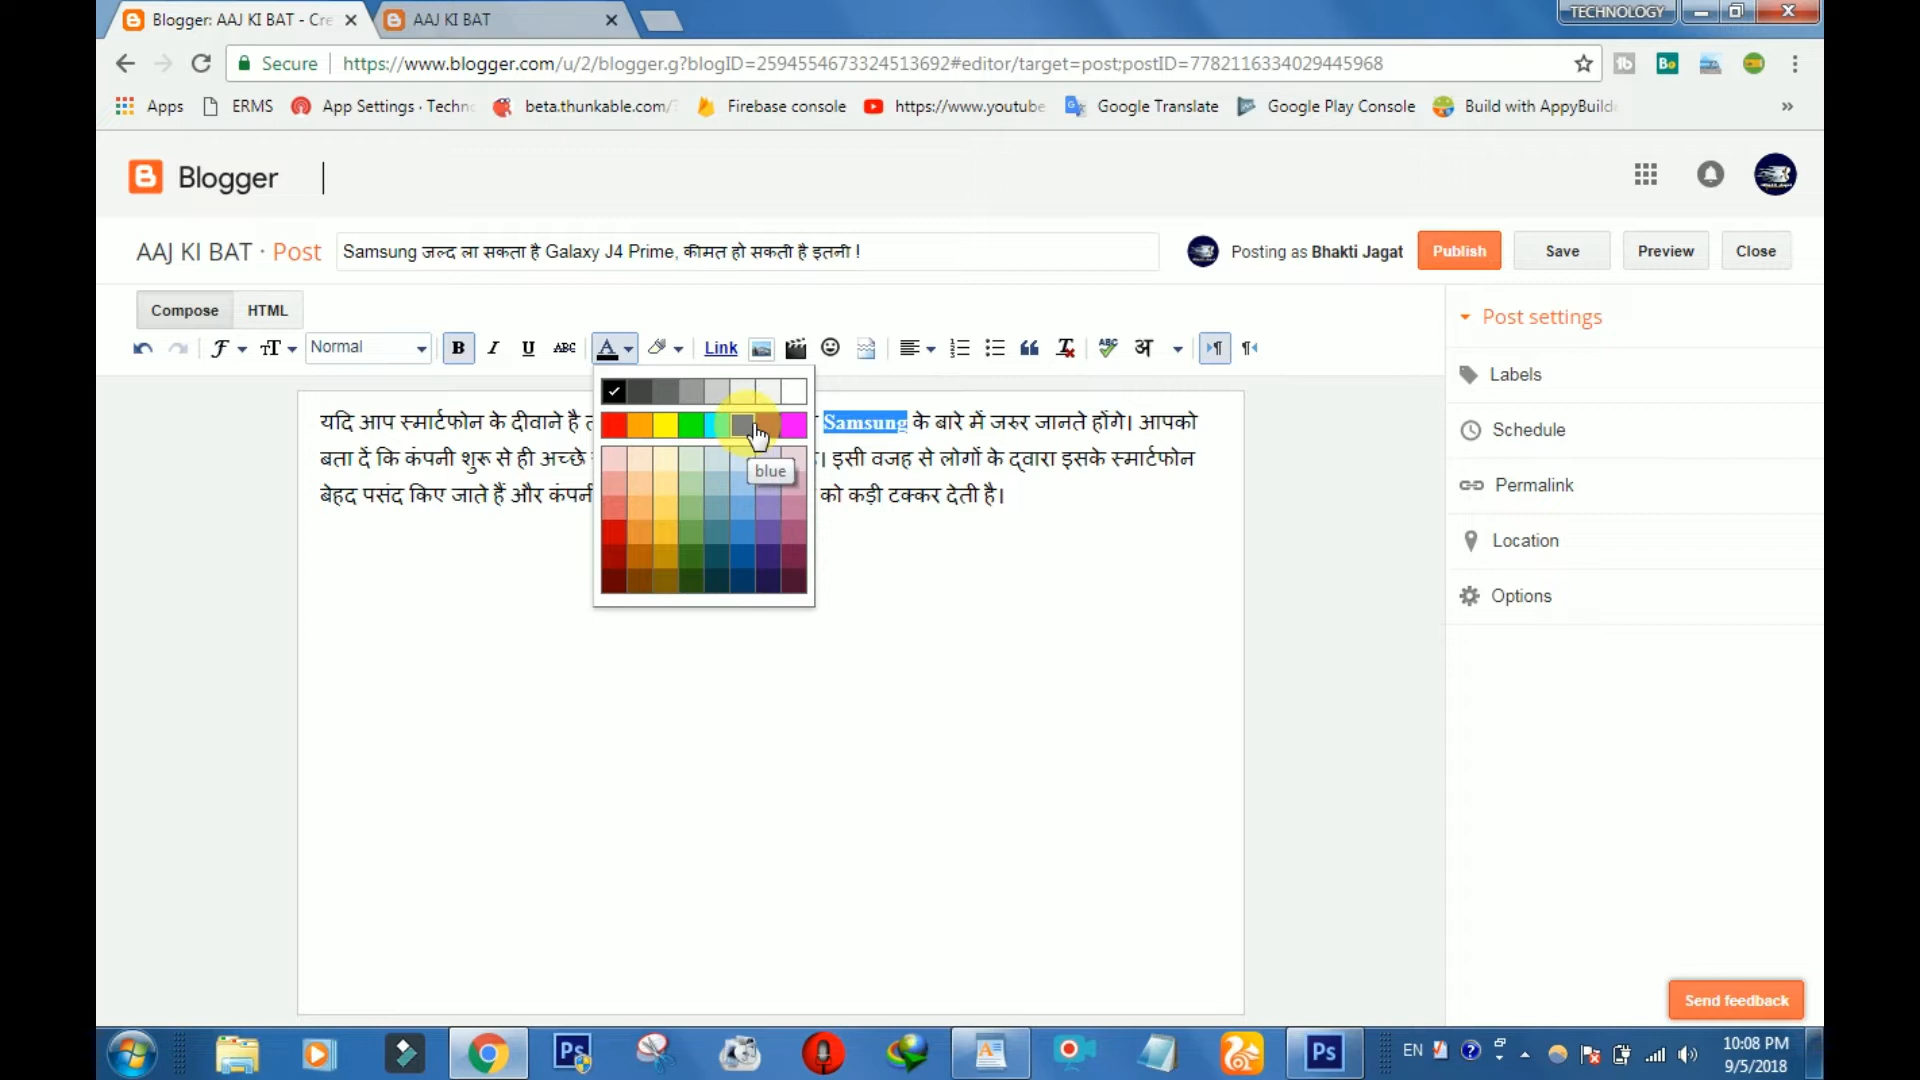 Blogger: AAJ KI BAT - Cre
AAJ KI BAT
TECHNOLOGY
Secure
https://www.blogger.com/u/2/blogger.g?blogID=2594554673324513692#editor/target=post;postID=7782116334029445968
Apps
ERMS
App Settings · Techn
beta.thunkable.com/
Firebase console
https://www.youtube
Google Translate
Google Play Console
Build with AppyBuild
»
Blogger
AAJ KI BAT · Post
Samsung जल्द ला सकता है Galaxy J4 Prime, कीमत हो सकती है इतनी !
Posting as Bhakti Jagat
Publish
Save
Preview
Close
Compose
HTML
Normal
B
I
U
ABC
A
Link
ABC
अ
Post settings
Labels
Schedule
Permalink
Location
Options
यदि आप स्मार्टफोन के दीवाने है Samsung के बारे में जरुर जानते होंगे। आपको
बता दें कि कंपनी शुरू से ही अच्छे इसी वजह से लोगों के द्वारा इसके स्मार्टफोन
बेहद पसंद किए जाते हैं और कंपनी को कड़ी टक्कर देती है।
blue
Send feedback
Ps
Ps
EN
10:08 PM
9/5/2018